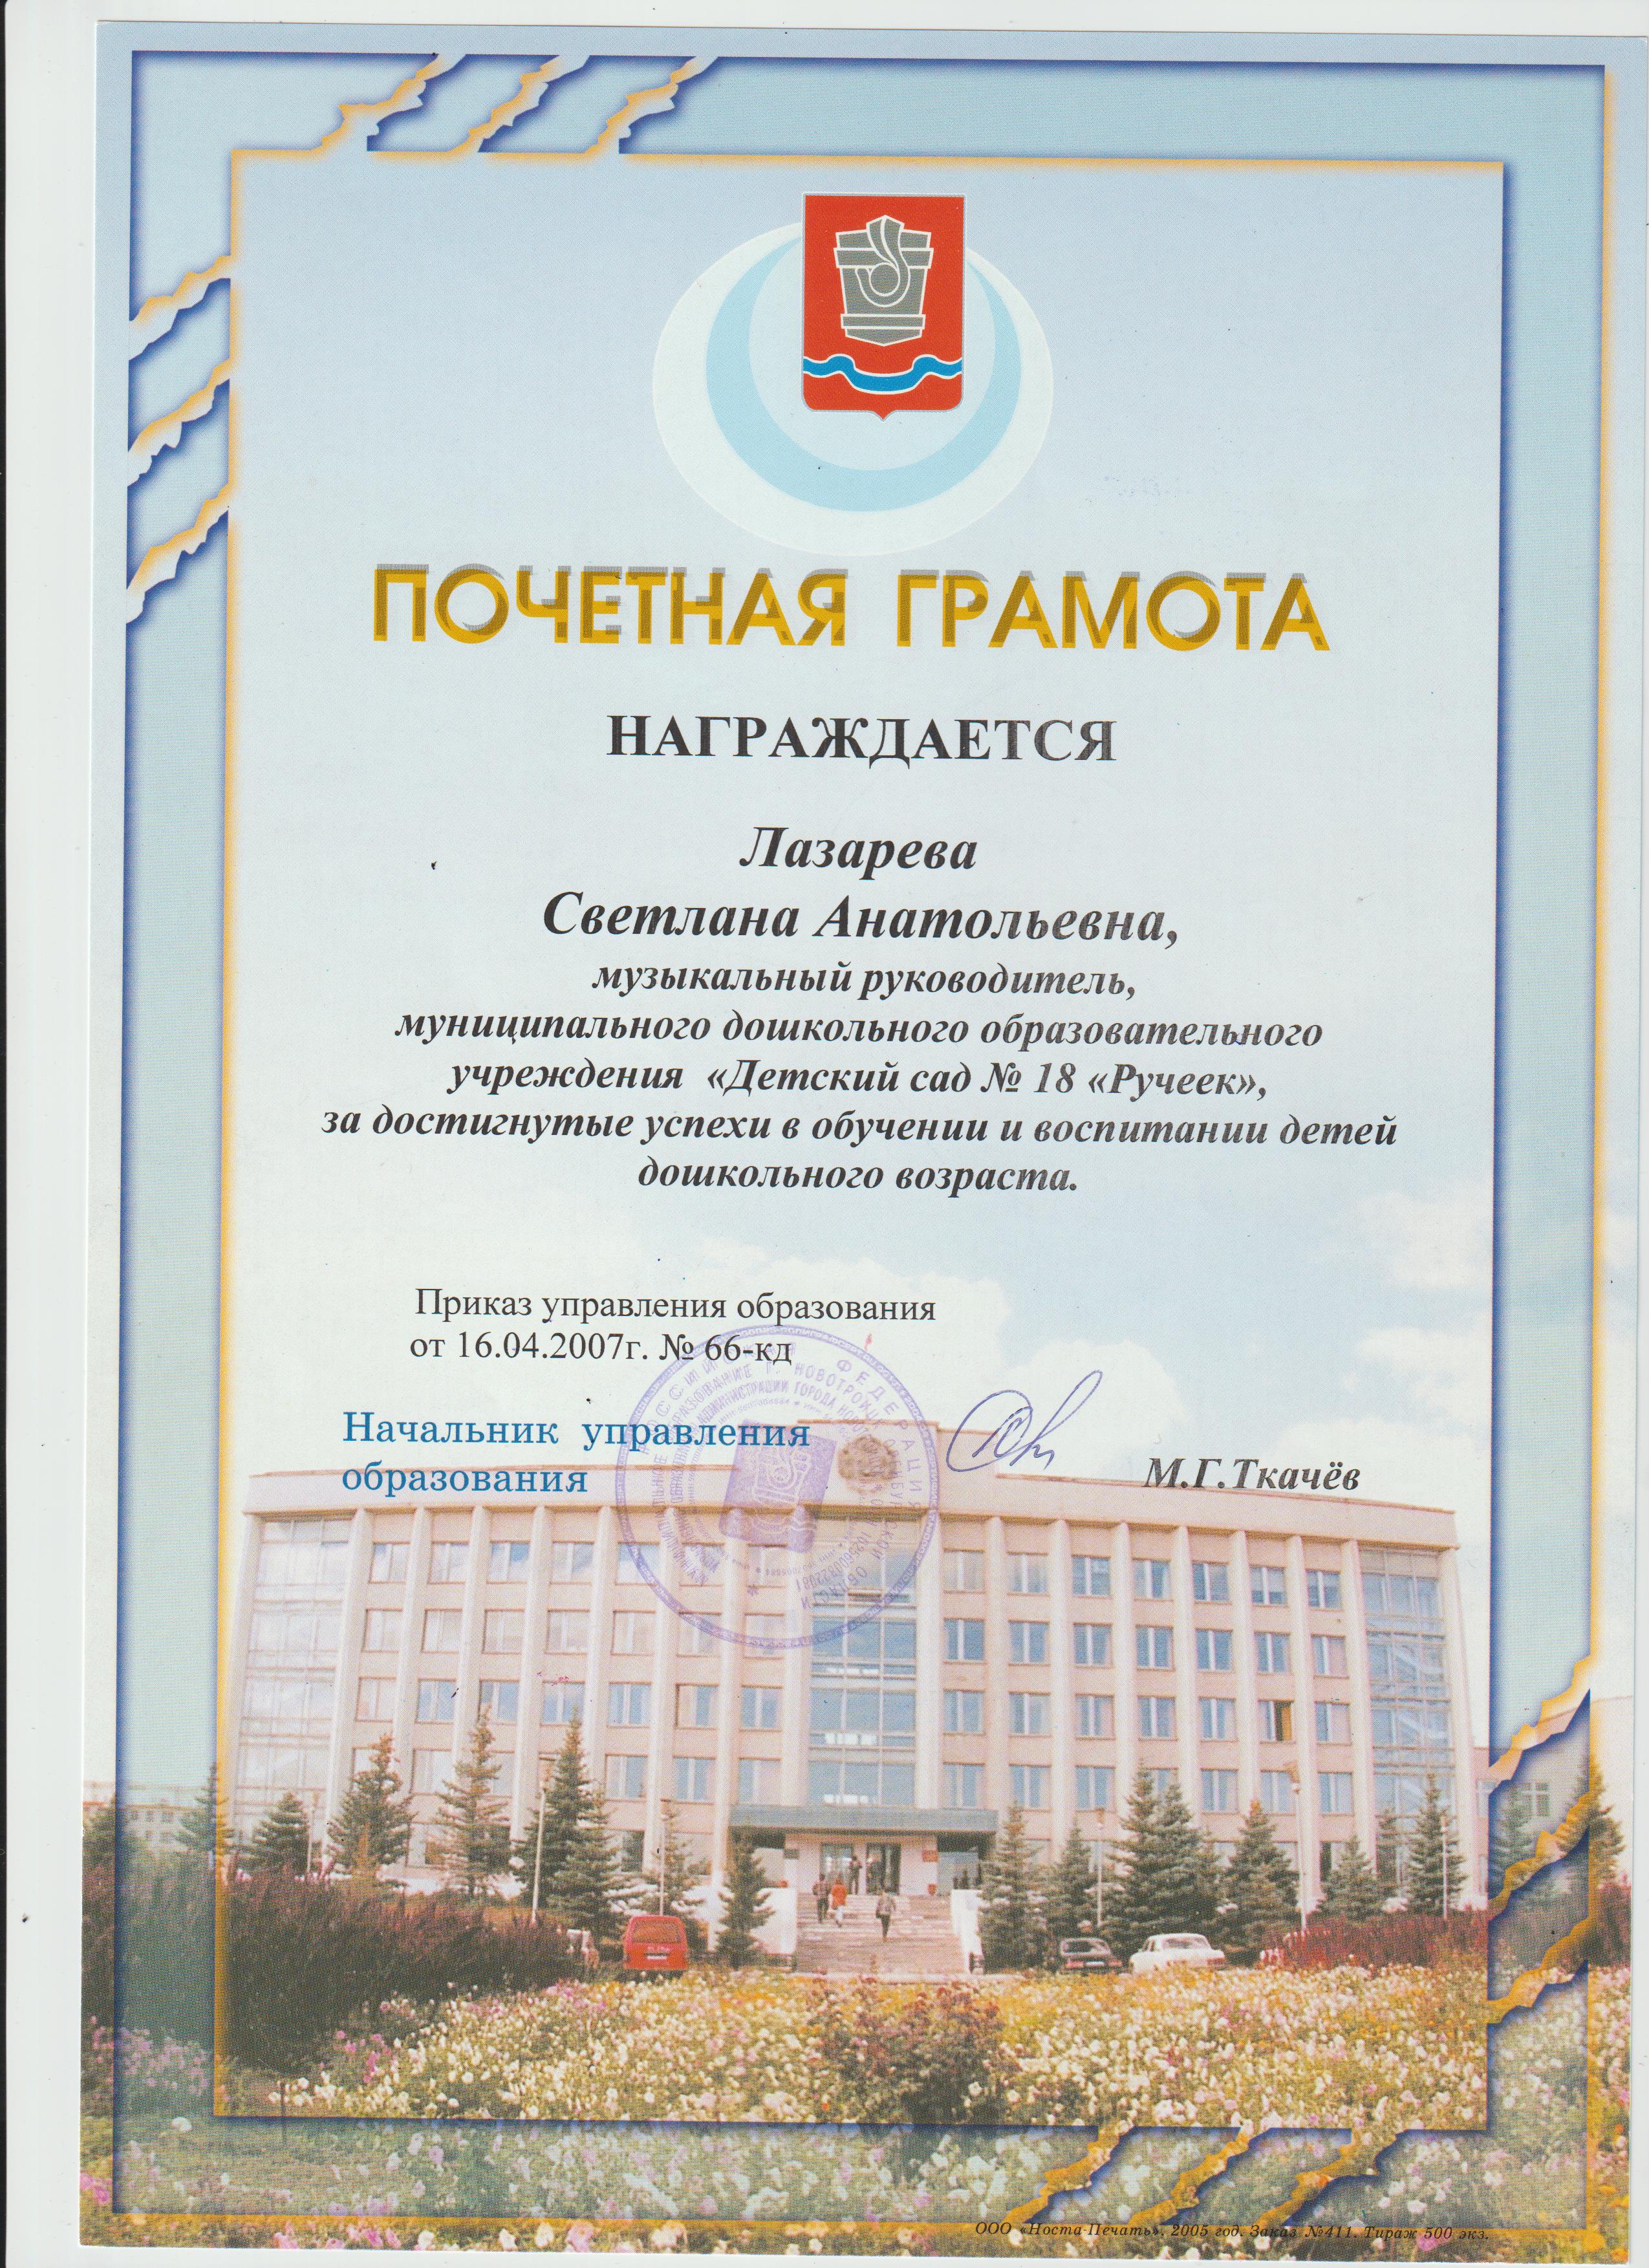 ПОЧЕТНАЯ ГРАМОТА
НАГРАЖДАЕТСЯ
Лазарева
Светлана Анатольевна,
музыкальный руководитель,
муниципального дошкольного образовательного
учреждения «Детский сад № 18 «Ручеек»,
за достигнутые успехи в обучении и воспитании детей
дошкольного возраста.
Приказ управления образования
от 16.04.2007г. № 66-кд
Начальник управления
образования
М.Г.Ткачёв
РОССИЙСКАЯ ФЕДЕРАЦИЯ
ООО «Носта-Печать», 2005 год. Заказ №411. Тираж 500 экз.